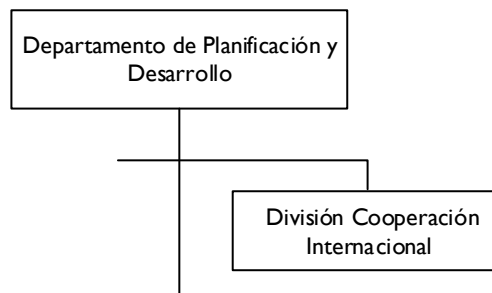 Departamento de Planificación y
Desarrollo
División Cooperación
Internacional